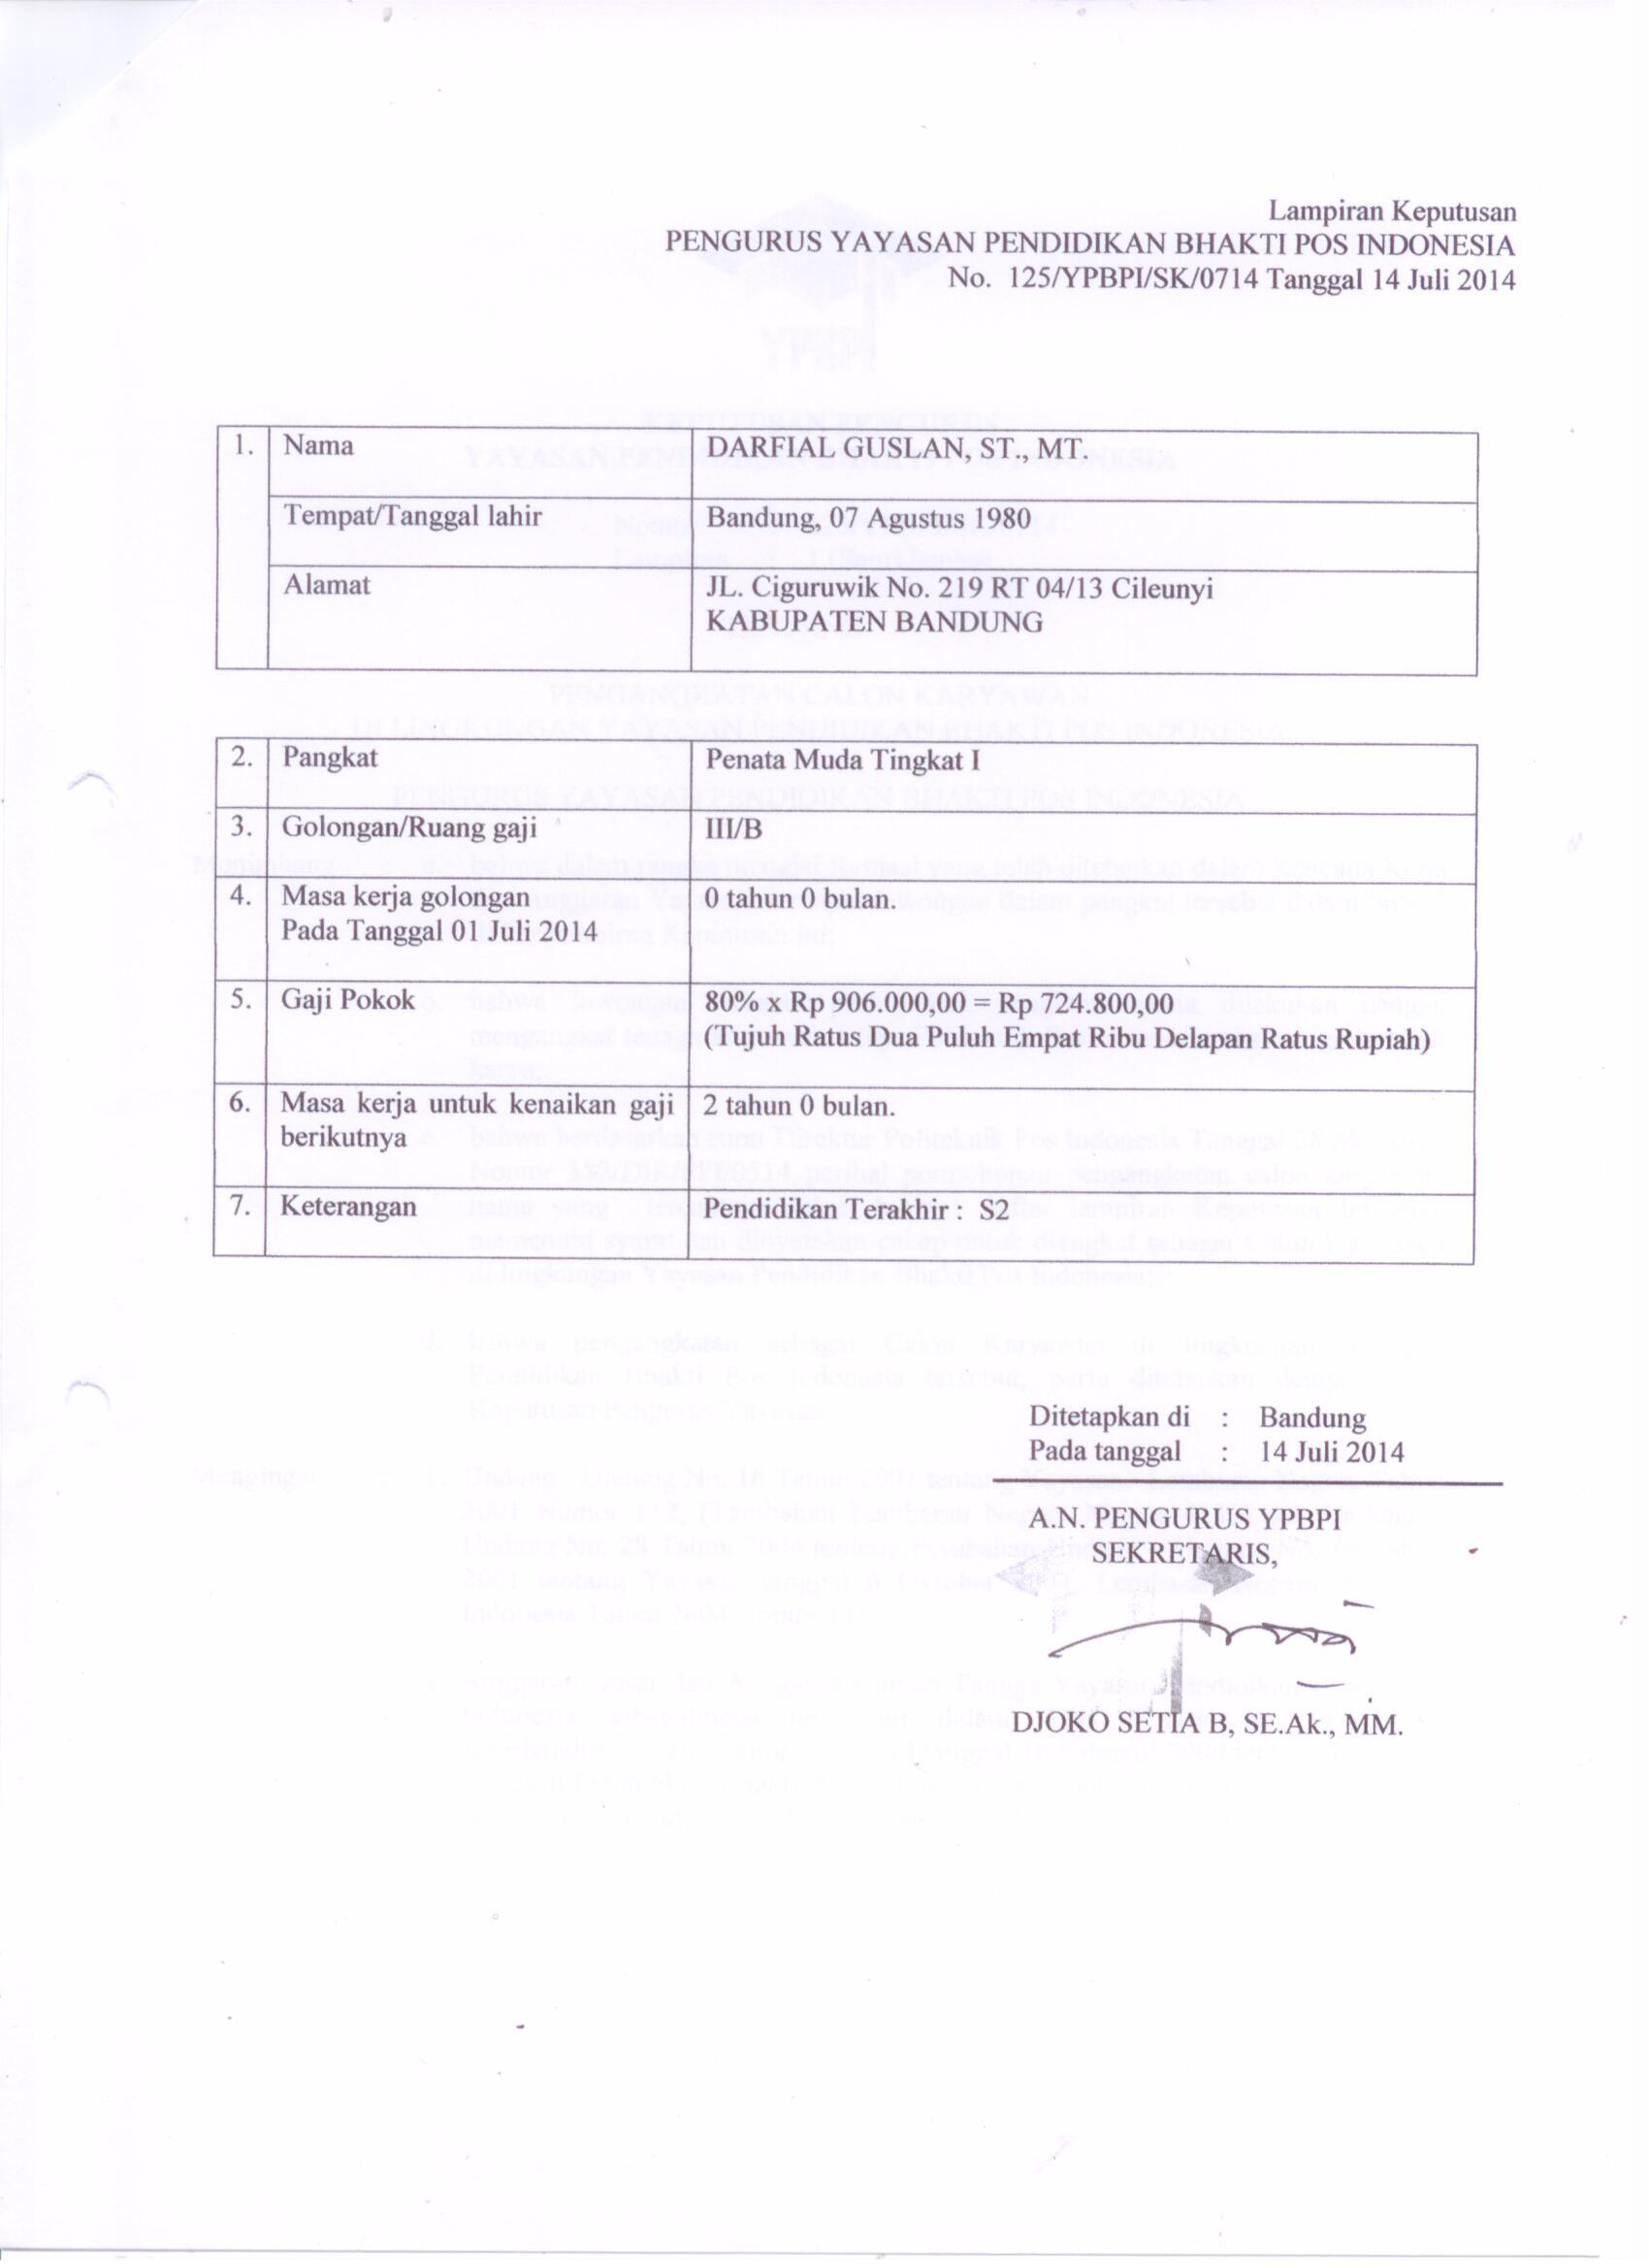 Lampiran Keputusan
PENGURUS YAYASAN PENDIDIKAN BHAKTI POS INDONESIA
No. 125/YPBPI/SK/0714 Tanggal 14 Juli 2014
1. Nama DARFIAL GUSLAN, ST., MT.
Tempat/Tanggal lahir Bandung, 07 Agustus 1980
Alamat JL. Ciguruwik No. 219 RT 04/13 Cileunyi
KABUPATEN BANDUNG
2. Pangkat Penata Muda Tingkat I
3. Golongan/Ruang gaji III/B
4. Masa kerja golongan 0 tahun 0 bulan.
Pada Tanggal 01 Juli 2014
5. Gaji Pokok 80% x Rp 906.000,00 = Rp 724.800,00
(Tujuh Ratus Dua Puluh Empat Ribu Delapan Ratus Rupiah)
6. Masa kerja untuk kenaikan gaji 2 tahun 0 bulan.
berikutnya
7. Keterangan Pendidikan Terakhir : S2
Ditetapkan di : Bandung
Pada tanggal : 14 Juli 2014
A.N. PENGURUS YPBPI
SEKRETARIS,
DJOKO SETIA B, SE.Ak., MM.